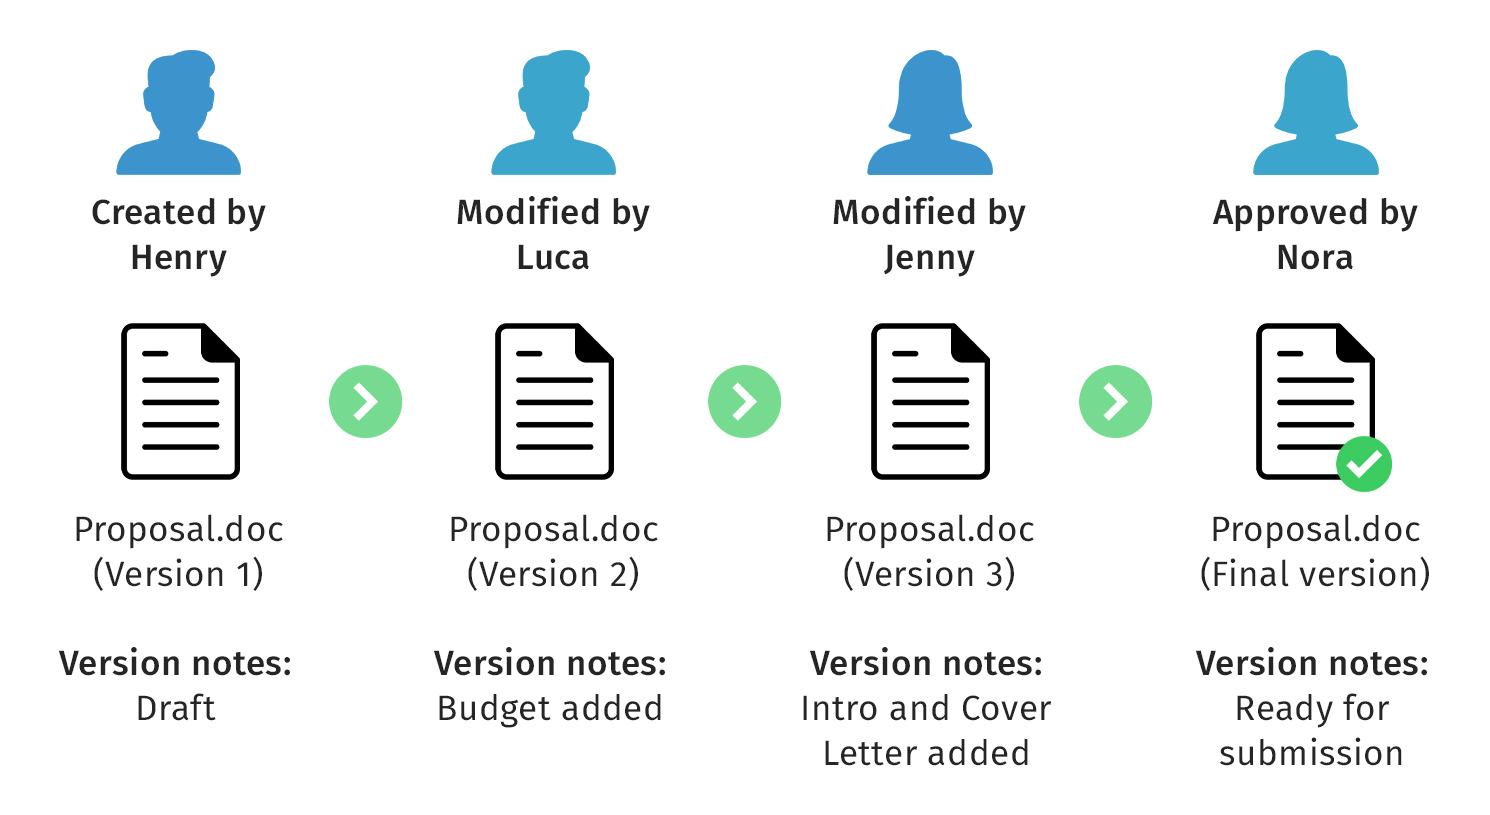 Created by
Henry
Modified by
Luca
Modified by
Jenny
Approved by
Nora
Proposal.doc
(Version 1)
Proposal.doc
(Version 2)
Proposal.doc
(Version 3)
Proposal.doc
(Final version)
Version notes:
Draft
Version notes:
Budget added
Version notes:
Intro and Cover
Letter added
Version notes:
Ready for
submission